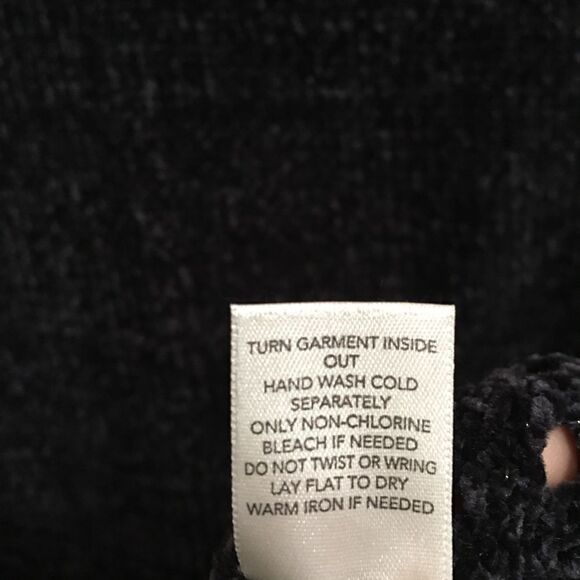 TURN GARMENT INSIDE
OUT
HAND WASH COLD
SEPARATELY
ONLY NON-CHLORINE
BLEACH IF NEEDED
DO NOT TWIST OR WRING
LAY FLAT TO DRY
WARM IRON IF NEEDED